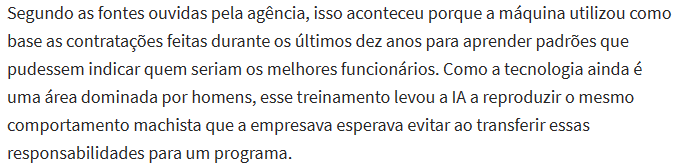 Segundo as fontes ouvidas pela agência, isso aconteceu porque a máquina utilizou como
base as contratações feitas durante os últimos dez anos para aprender padrões que
pudessem indicar quem seriam os melhores funcionários. Como a tecnologia ainda é
uma área dominada por homens, esse treinamento levou a IA a reproduzir o mesmo
comportamento machista que a empresava esperava evitar ao transferir essas
responsabilidades para um programa.